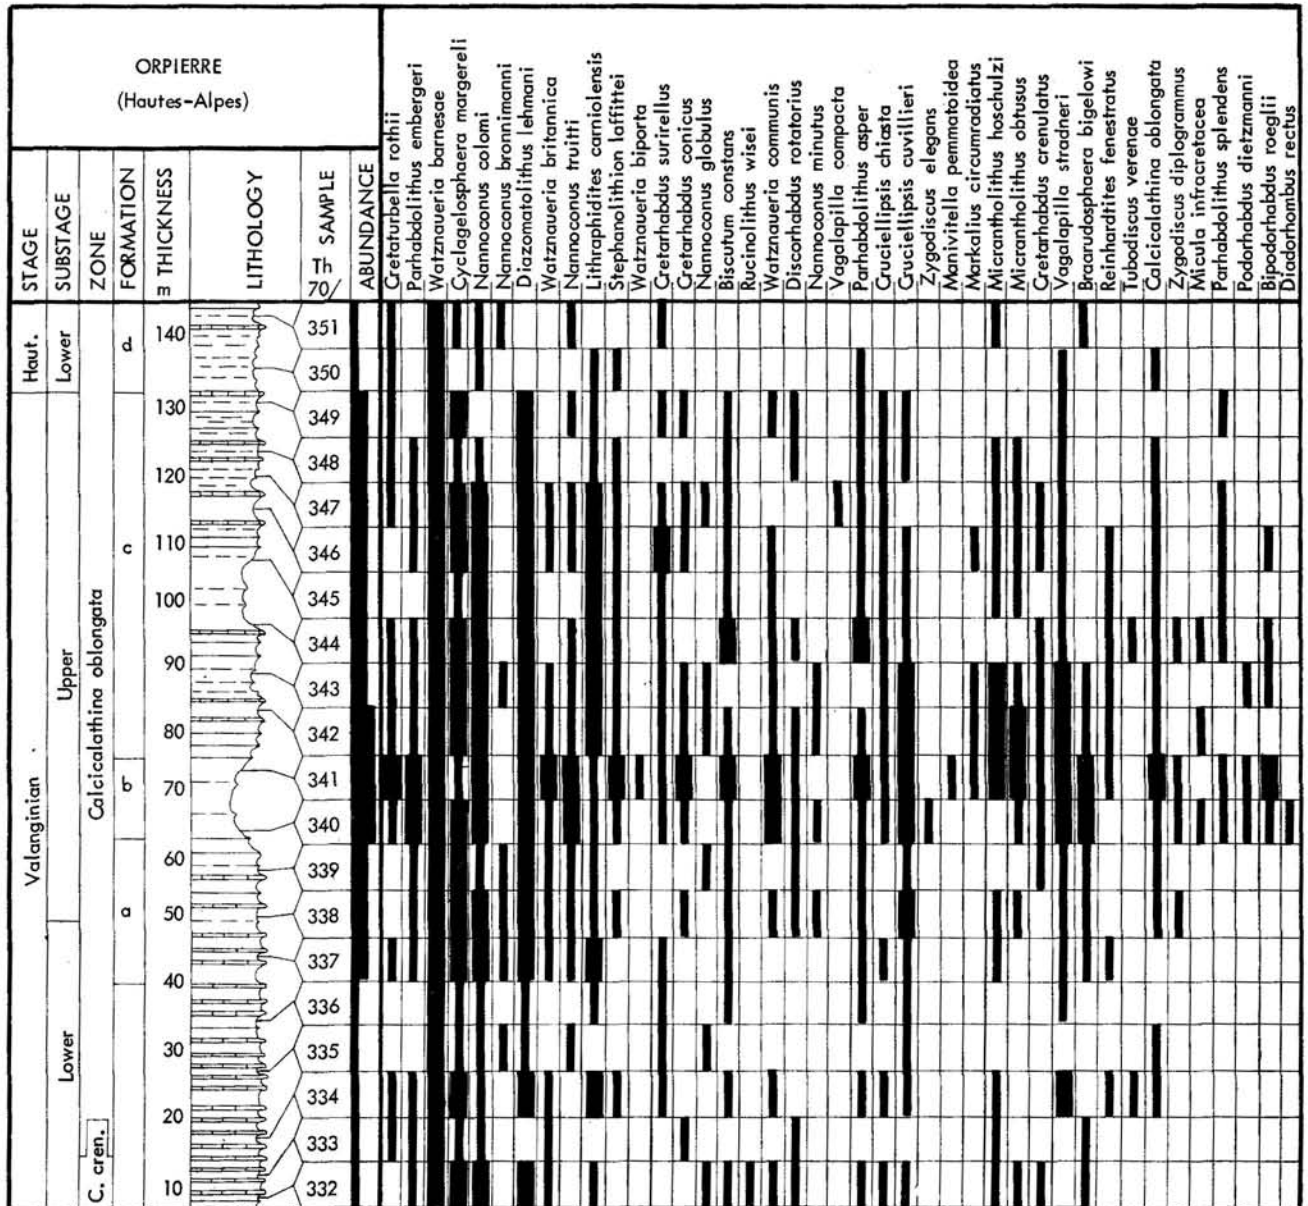 ORPIERRE
(Hautes-Alpes)
STAGE
SUBSTAGE
ZONE
FORMATION
m THICKNESS
LITHOLOGY
SAMPLE
Th
70/
ABUNDANCE
Cretaturbella rothii
Parhabdolithus embergeri
Watznaueria barnesae
Cyclagelosphaera margereli
Nannoconus colomi
Nannoconus bronnimanni
Diazomatolithus lehmani
Watznaueria britannica
Nannoconus truitti
Lithraphidites carniolensis
Stephanolithion laffittei
Watznaueria biporta
Cretarhabdus surirellus
Cretarhabdus conicus
Nannoconus globulus
Biscutum constans
Rucinolithus wisei
Watznaueria communis
Discorhabdus rotatorius
Nannoconus minutus
Vagalapilla compacta
Parhabdolithus asper
Cruciellipsis chiasta
Cruciellipsis cuvillieri
Zygodiscus elegans
Manivitella pemmatoidea
Markalius circumradiatus
Micrantholithus hoschulzi
Micrantholithus obtusus
Cretarhabdus crenulatus
Vagalapilla stradneri
Braarudosphaera bigelowi
Reinhardtites fenestratus
Tubodiscus verenae
Calcicalathina oblongata
Zygodiscus diplogrammus
Micula infracretacea
Parhabdolithus splendens
Podorhabdus dietzmanni
Bipodorhabdus roeglii
Diadorhombus rectus
Haut.
Valanginian
Lower
Upper
Lower
Calcicalathina oblongata
C. cren.
d
c
b
a
140
130
120
110
100
90
80
70
60
50
40
30
20
10
351
350
349
348
347
346
345
344
343
342
341
340
339
338
337
336
335
334
333
332